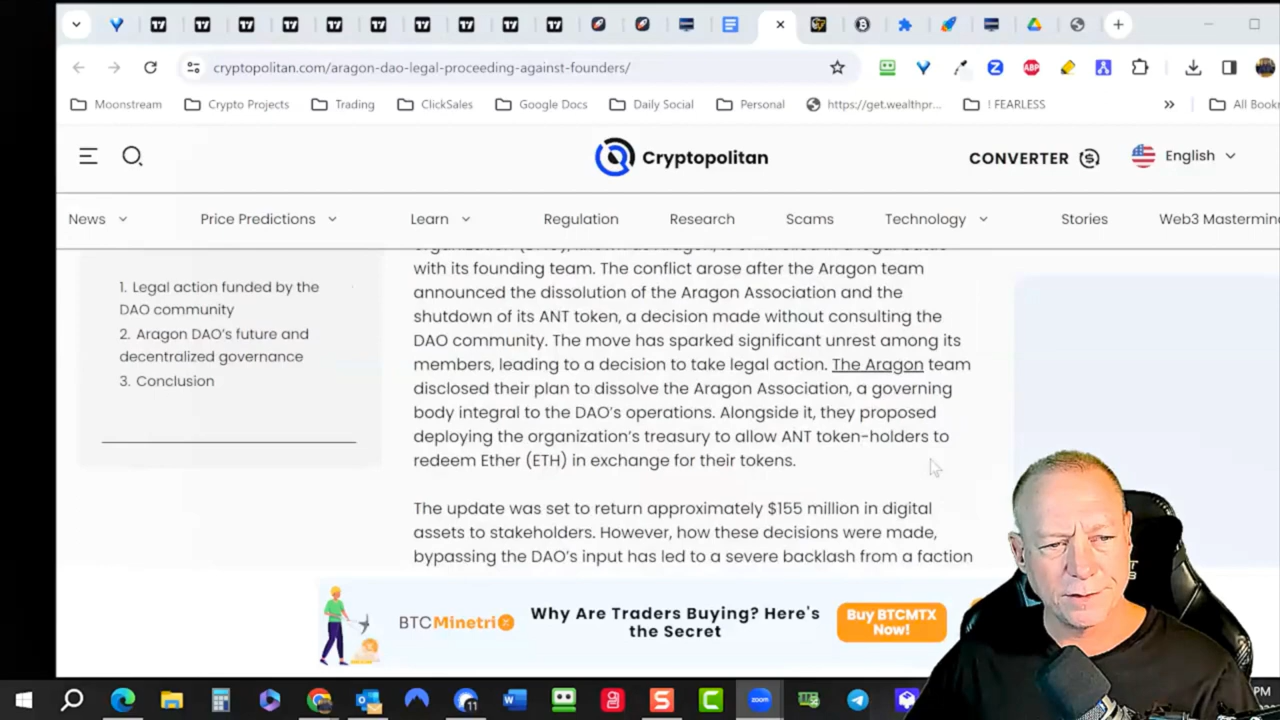 cryptopolitan.com/aragon-dao-legal-proceeding-against-founders/
ABP
Moonstream
Crypto Projects
Trading
ClickSales
Google Docs
Daily Social
Personal
https://get.wealthpr...
! FEARLESS
»
All Bookr
Cryptopolitan
CONVERTER
English
News
Price Predictions
Learn
Regulation
Research
Scams
Technology
Stories
Web3 Mastermin
1. Legal action funded by the
DAO community
2. Aragon DAO's future and
decentralized governance
3. Conclusion
with its founding team. The conflict arose after the Aragon team
announced the dissolution of the Aragon Association and the
shutdown of its ANT token, a decision made without consulting the
DAO community. The move has sparked significant unrest among its
members, leading to a decision to take legal action. The Aragon team
disclosed their plan to dissolve the Aragon Association, a governing
body integral to the DAO's operations. Alongside it, they proposed
deploying the organization's treasury to allow ANT token-holders to
redeem Ether (ETH) in exchange for their tokens.
The update was set to return approximately $155 million in digital
assets to stakeholders. However, how these decisions were made,
bypassing the DAO's input has led to a severe backlash from a faction
BTCMinetrix
Why Are Traders Buying? Here's
the Secret
Buy BTCMTX
Now!
11
zoom
PM